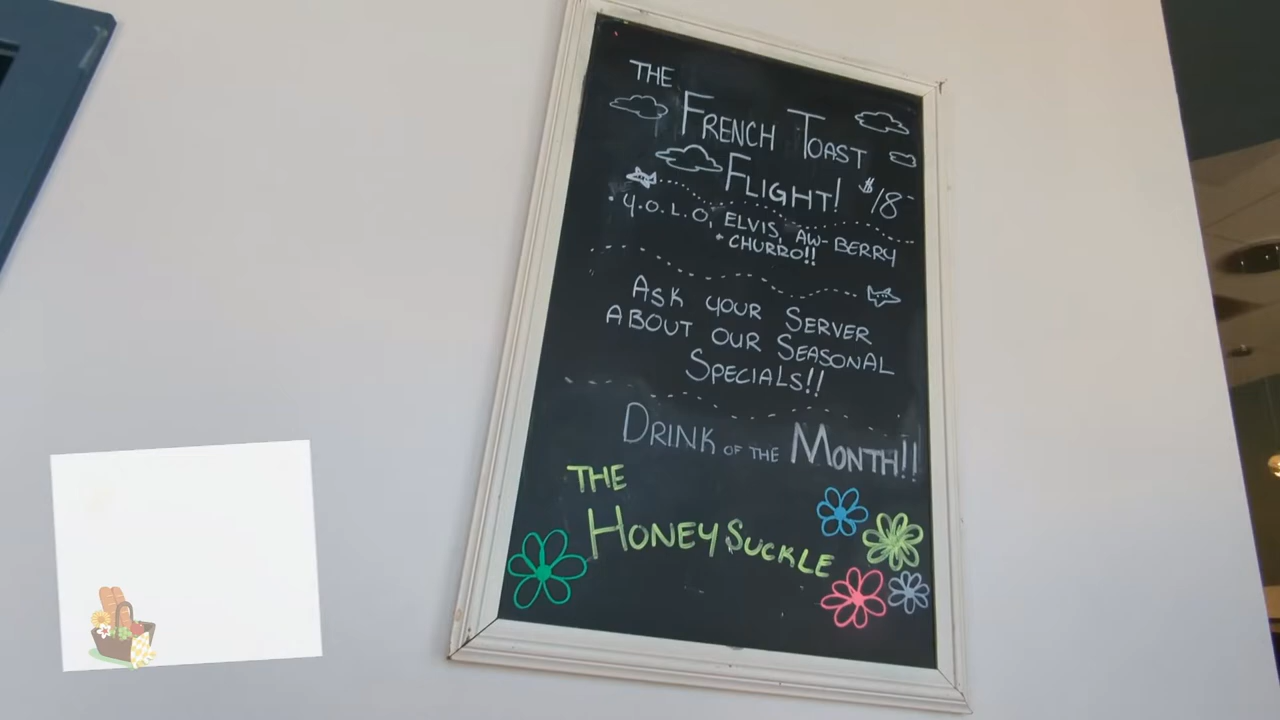 THE
FRENCH TOAST
FLIGHT! $18
• Y.O.L.O, ELVIS, AW-BERRY
+ CHURRO!!
ASK YOUR SERVER
ABOUT OUR SEASONAL
SPECIALS!!
DRINK OF THE MONTH!!
THE
HONEYSUCKLE